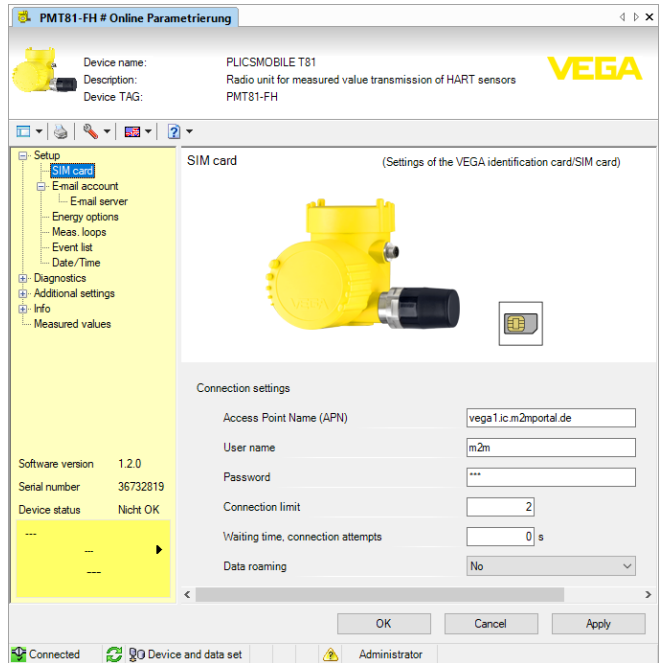 PMT81-FH # Online Parametrierung
Device name: PLICSMOBILE T81
Description: Radio unit for measured value transmission of HART sensors
Device TAG: PMT81-FH
VEGA
Setup
SIM card
E-mail account
E-mail server
Energy options
Meas. loops
Event list
Date/Time
Diagnostics
Additional settings
Info
Measured values
Software version 1.2.0
Serial number 36732819
Device status Nicht OK
---
--
---
SIM card (Settings of the VEGA identification card/SIM card)
VEGA
Connection settings
Access Point Name (APN) vega1.ic.m2mportal.de
User name m2m
Password ***
Connection limit 2
Waiting time, connection attempts 0 s
Data roaming No
OK Cancel Apply
Connected Device and data set Administrator